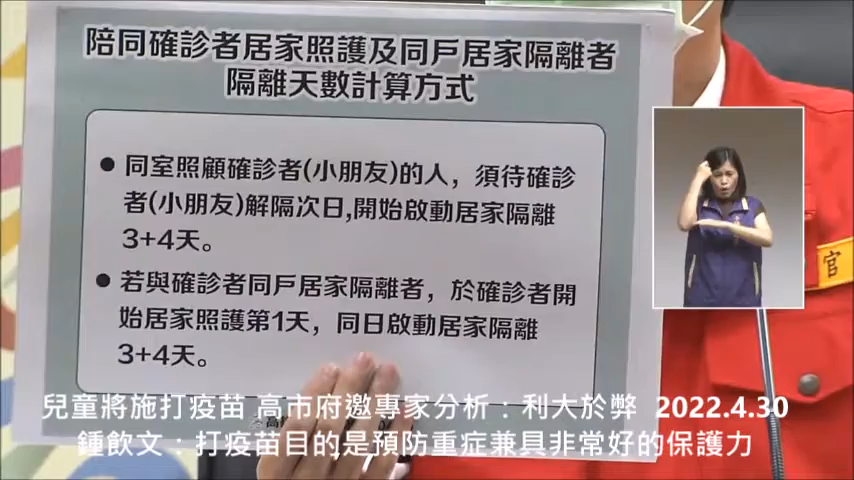 陪同確診者居家照護及同戶居家隔離者
隔離天數計算方式
● 同室照顧確診者(小朋友)的人，須待確診
者(小朋友)解隔次日,開始啟動居家隔離
3+4天。
● 若與確診者同戶居家隔離者，於確診者開
始居家照護第1天，同日啟動居家隔離
3+4天。
官
兒童將施打疫苗 高市府邀專家分析：利大於弊 2022.4.30
鍾飲文：打疫苗目的是預防重症兼具非常好的保護力